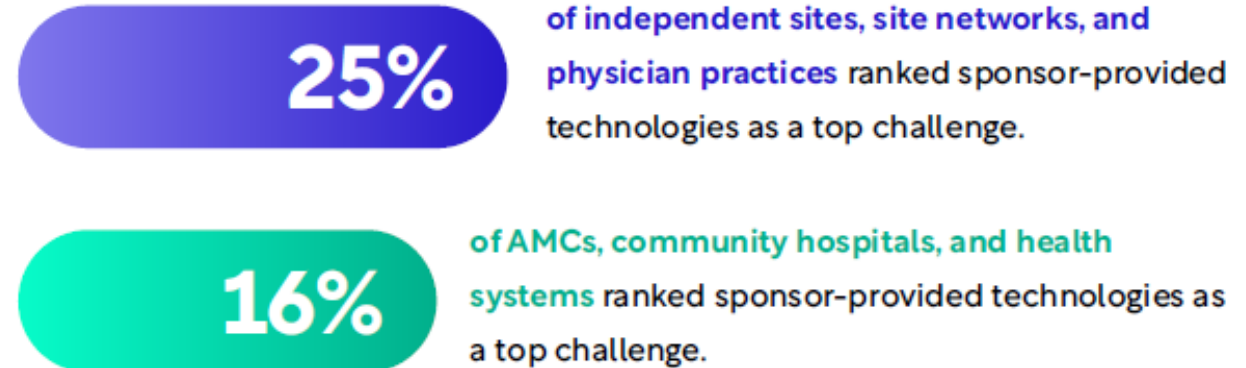 25%
of independent sites, site networks, and
physician practices ranked sponsor-provided
technologies as a top challenge.
16%
of AMCs, community hospitals, and health
systems ranked sponsor-provided technologies as
a top challenge.